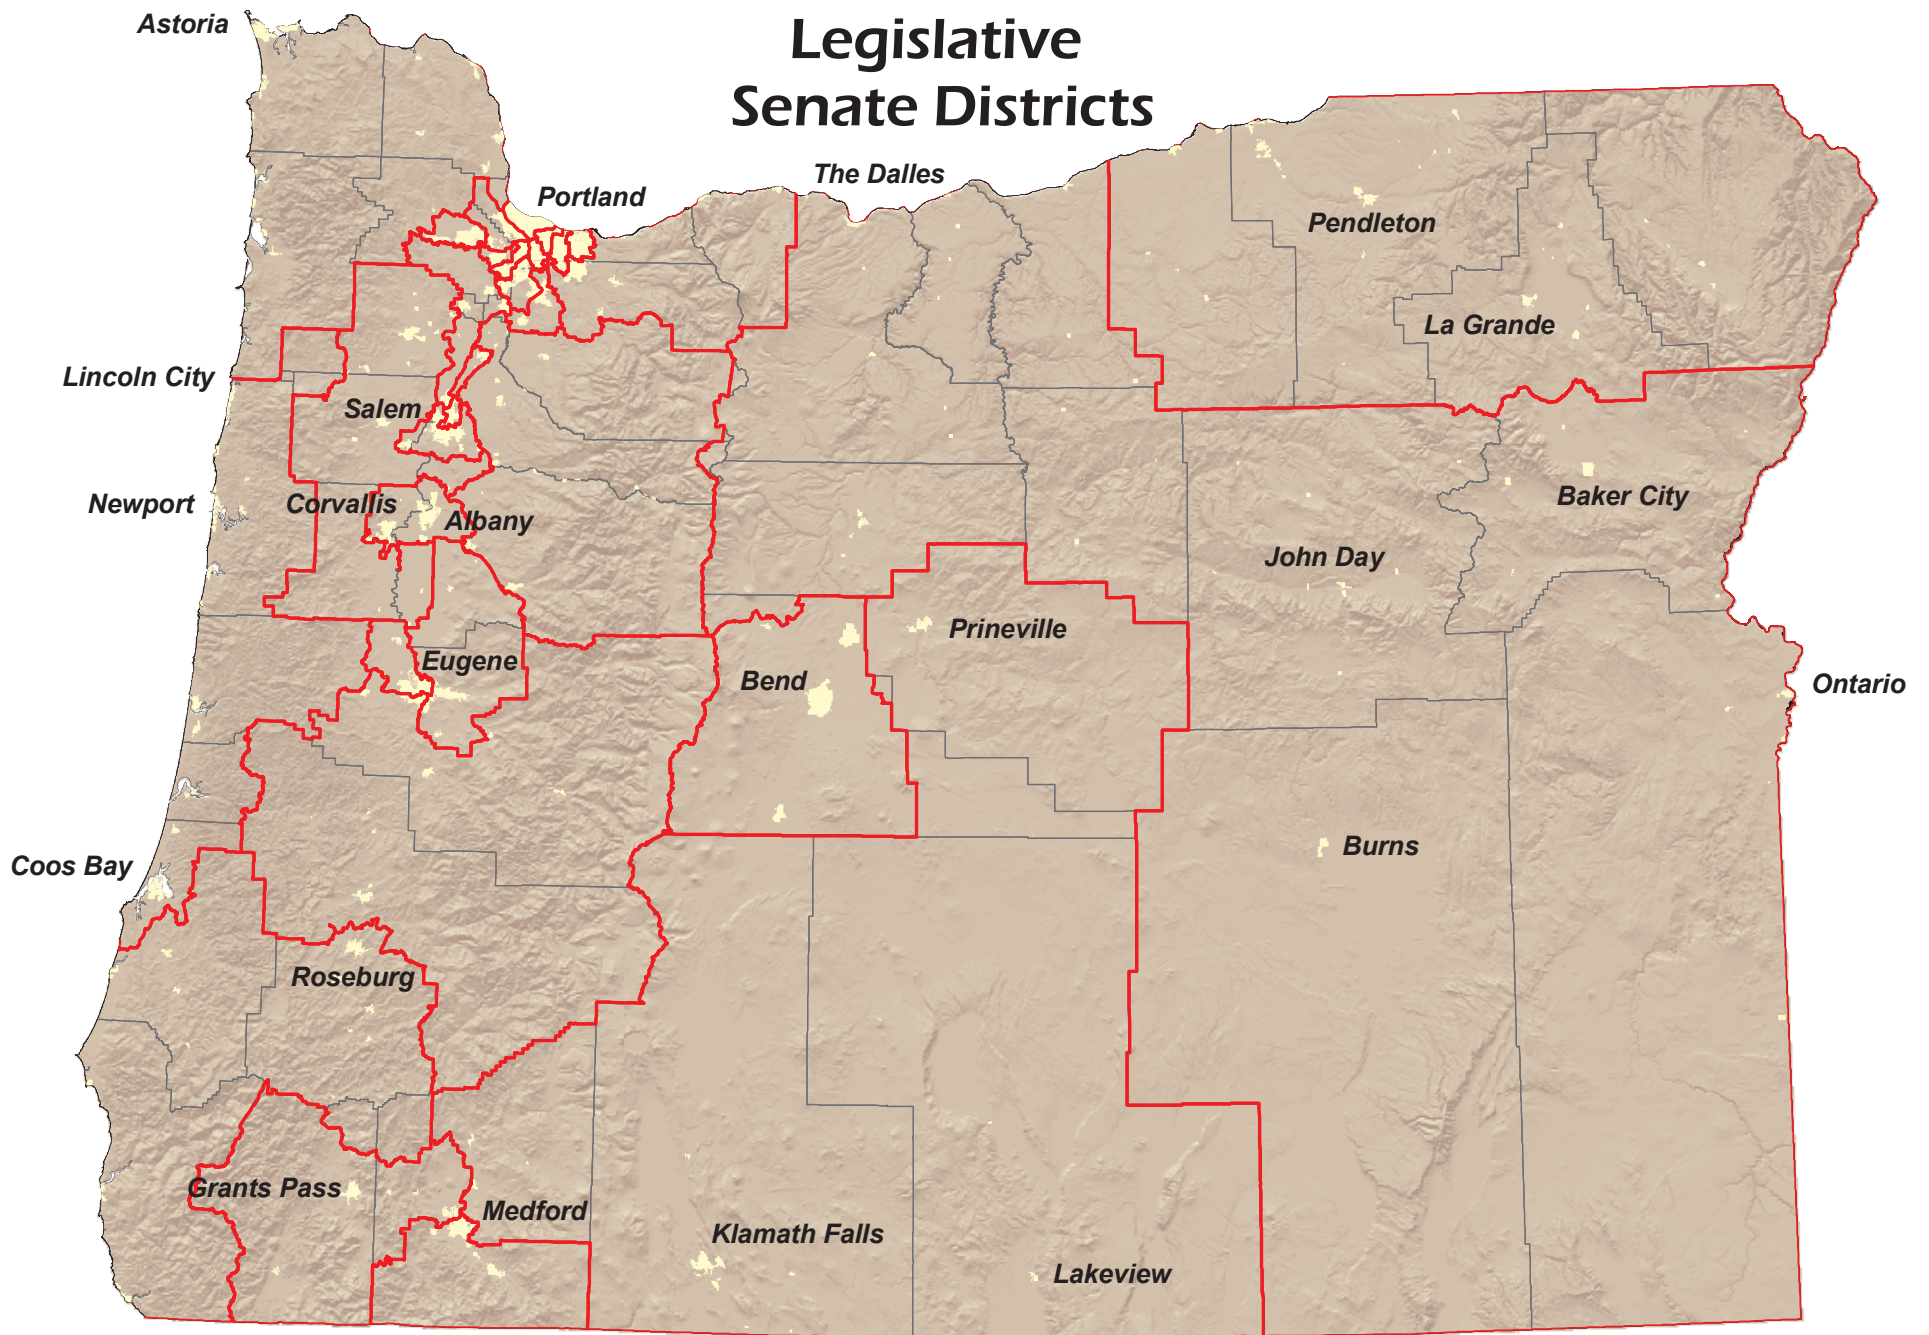 Legislative
Senate Districts
Astoria
The Dalles
Portland
Pendleton
La Grande
Lincoln City
Salem
Newport
Corvallis
Albany
Baker City
John Day
Prineville
Eugene
Bend
Ontario
Burns
Coos Bay
Roseburg
Grants Pass
Medford
Klamath Falls
Lakeview